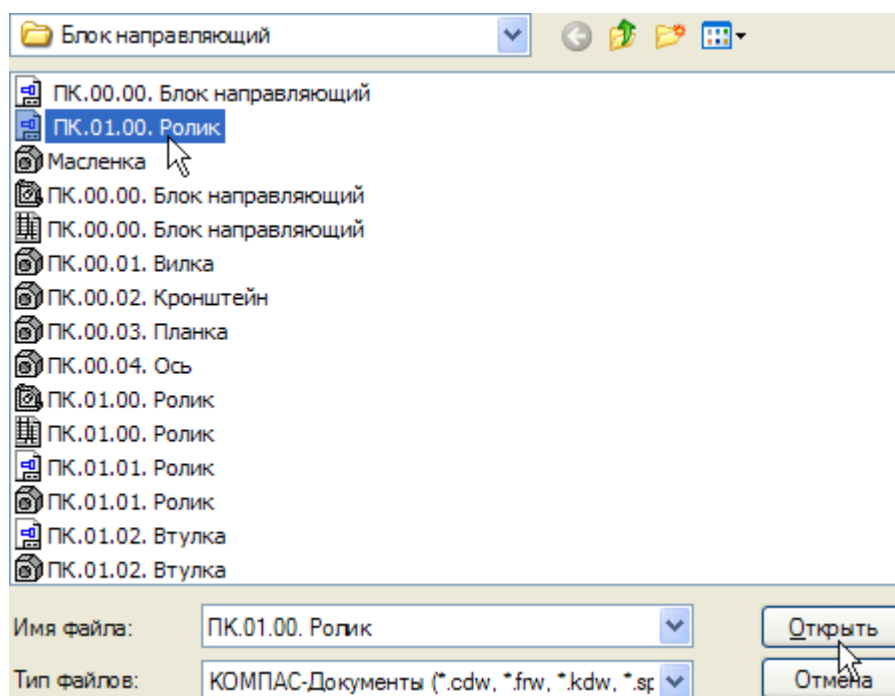 Блок направляющий
ПК.00.00. Блок направляющий
ПК.01.00. Ролик
Масленка
ПК.00.00. Блок направляющий
ПК.00.00. Блок направляющий
ПК.00.01. Вилка
ПК.00.02. Кронштейн
ПК.00.03. Планка
ПК.00.04. Ось
ПК.01.00. Ролик
ПК.01.00. Ролик
ПК.01.01. Ролик
ПК.01.01. Ролик
ПК.01.02. Втулка
ПК.01.02. Втулка
Имя файла: ПК.01.00. Ролик Открыть
Тип файлов: КОМПАС-Документы (*.cdw, *.frw, *.kdw, *.sp Отмена